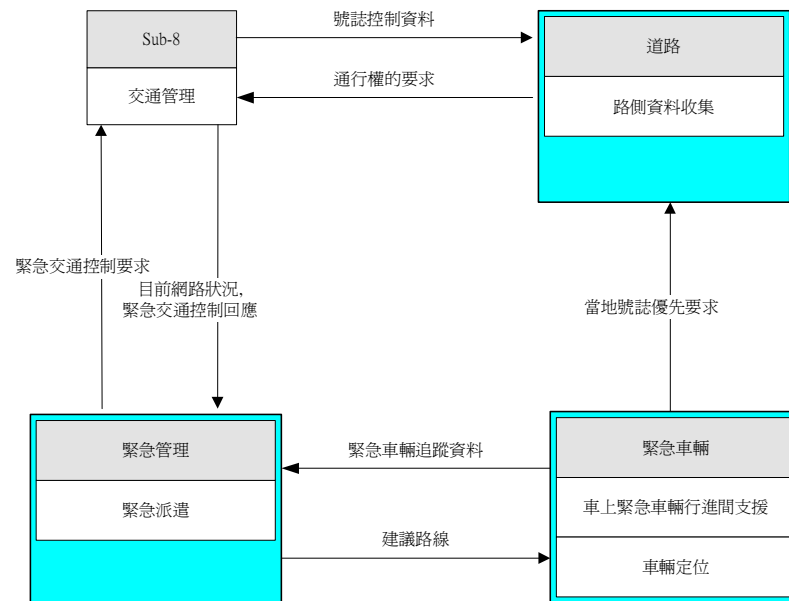 Sub-8
交通管理
號誌控制資料
通行權的要求
道路
路側資料收集
緊急交通控制要求
目前網路狀況,
緊急交通控制回應
當地號誌優先要求
緊急管理
緊急派遣
緊急車輛追蹤資料
建議路線
緊急車輛
車上緊急車輛行進間支援
車輛定位